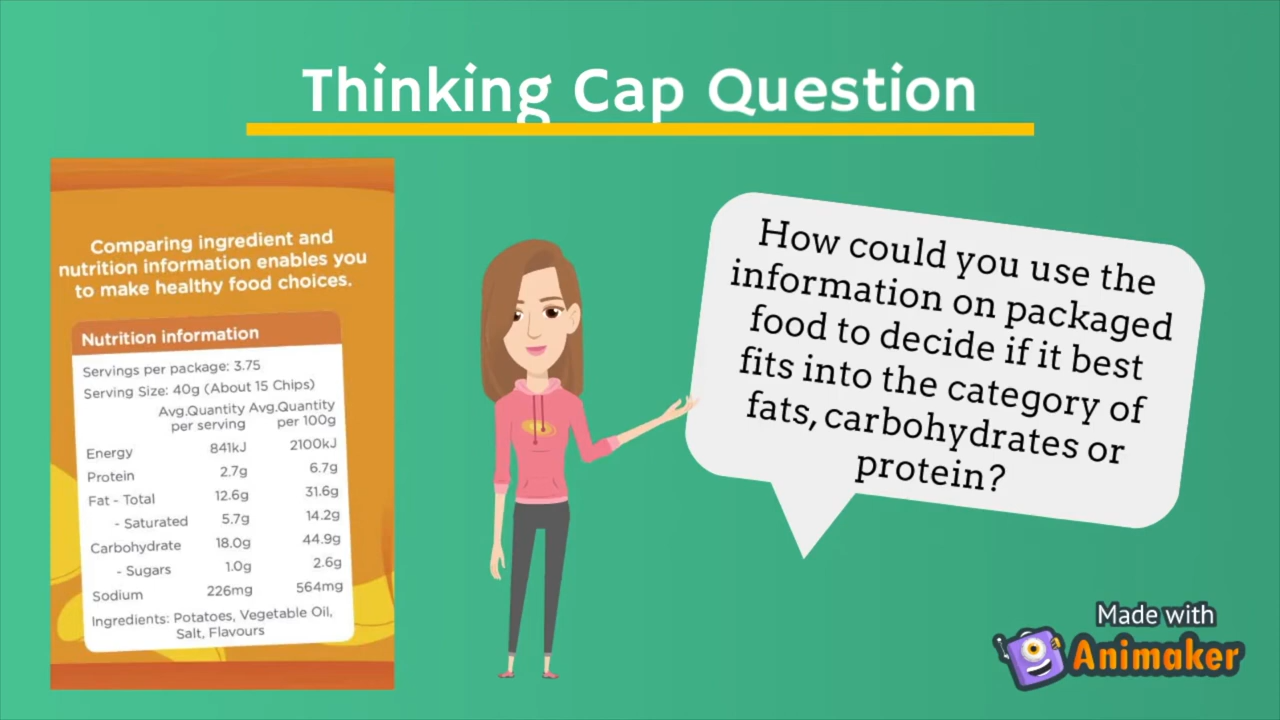 Thinking Cap Question
Comparing ingredient and
nutrition information enables you
to make healthy food choices.
Nutrition information
Servings per package: 3.75
Serving Size: 40g (About 15 Chips)
Avg.Quantity Avg.Quantity
per serving per 100g
Energy 841kJ 2100kJ
Protein 2.7g 6.7g
Fat - Total 12.6g 31.6g
- Saturated 5.7g 14.2g
Carbohydrate 18.0g 44.9g
- Sugars 1.0g 2.6g
Sodium 226mg 564mg
Ingredients: Potatoes, Vegetable Oil,
Salt, Flavours
How could you use the
information on packaged
food to decide if it best
fits into the category of
fats, carbohydrates or
protein?
Made with
Animaker